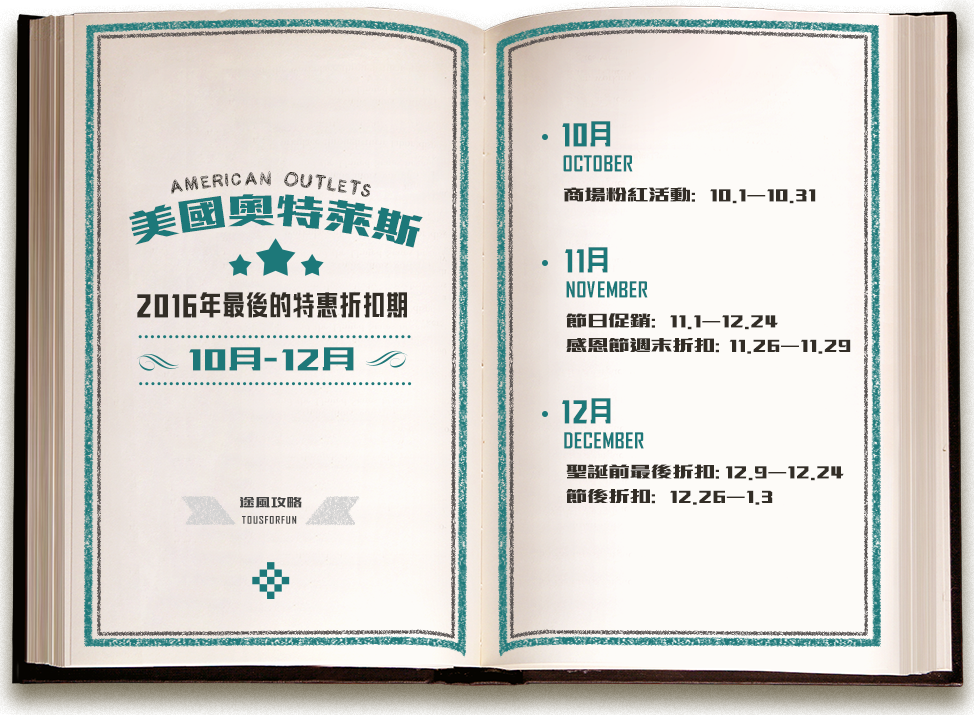 AMERICAN OUTLETS
美國奧特萊斯
2016年最後的特惠折扣期
10月-12月
途風攻略
TOUSFORFUN
10月
OCTOBER
商場粉紅活動: 10.1—10.31
11月
NOVEMBER
節日促銷: 11.1—12.24
感恩節週末折扣: 11.26—11.29
12月
DECEMBER
聖誕前最後折扣: 12.9—12.24
節後折扣: 12.26—1.3